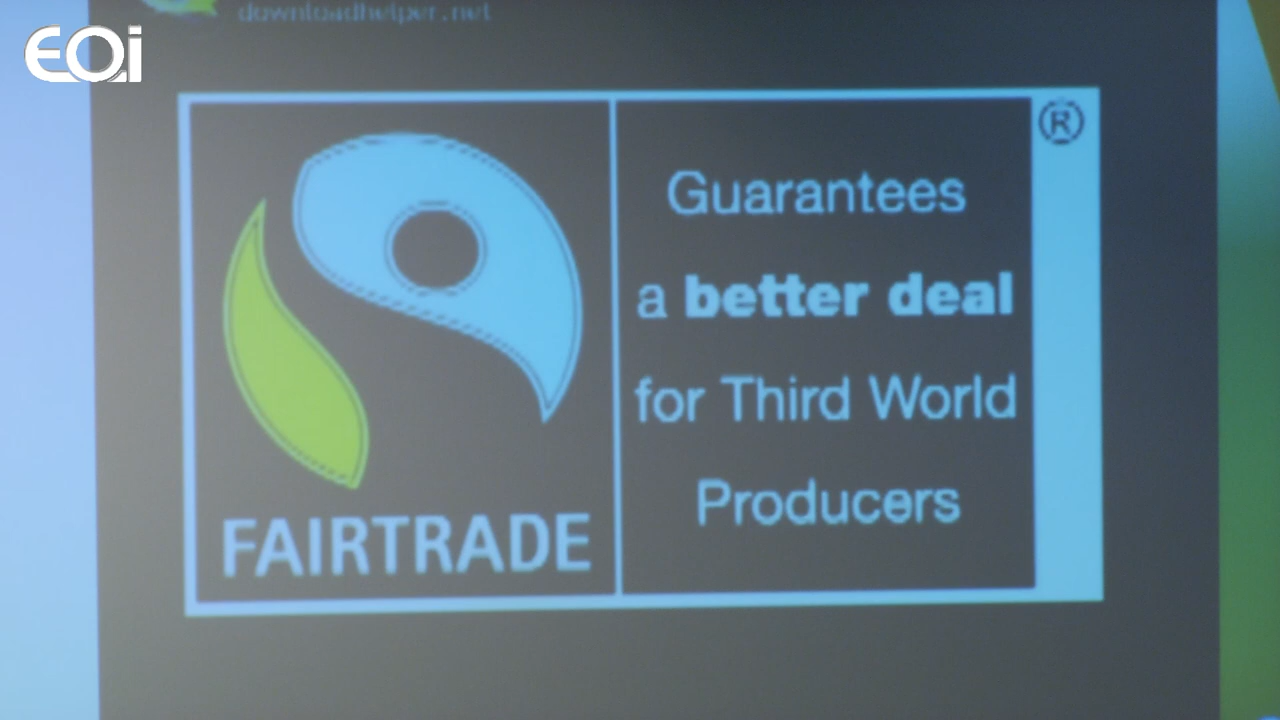 downloadhelper.net
EOi
®
Guarantees
a better deal
for Third World
Producers
FAIRTRADE